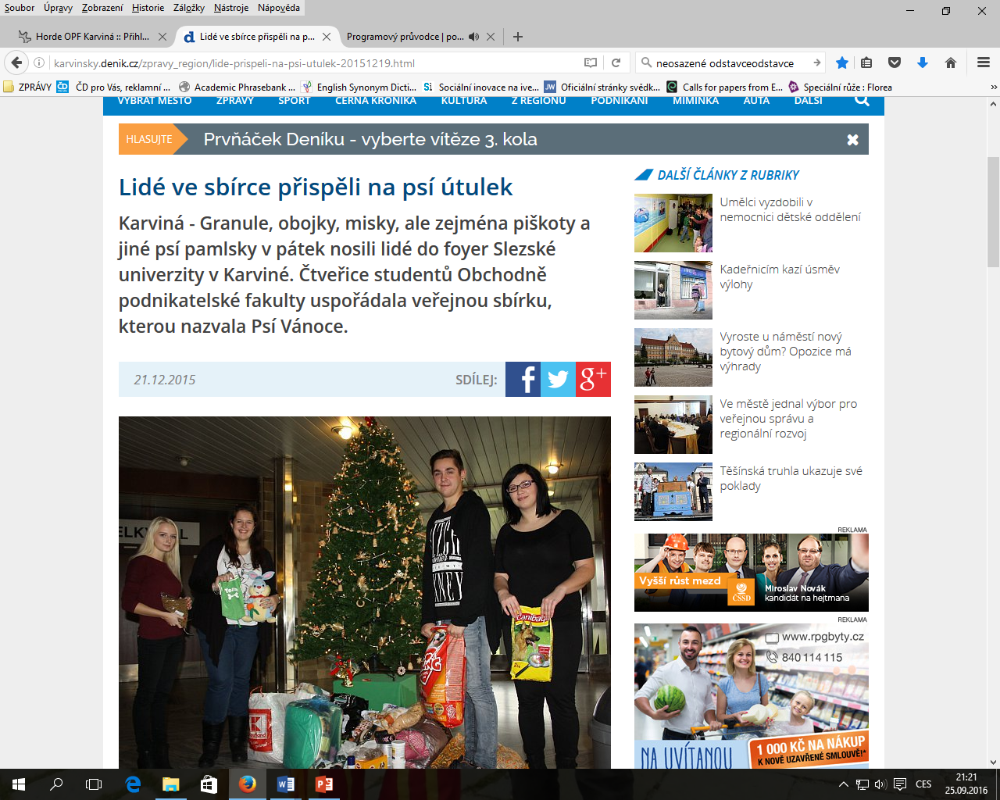 Soubor Úpravy Zobrazení Historie Záložky Nástroje Nápověda
Horde OPF Karviná :: Přihl...
Lidé ve sbírce přispěli na p...
Programový průvodce | po...
karvinsky.denik.cz/zpravy_region/lide-prispeli-na-psi-utulek-20151219.html
neosazené odstavceodstavce
ZPRÁVY
ČD pro Vás, reklamní ...
Academic Phrasebank ...
English Synonym Dicti...
Sociální inovace na ive...
Oficiální stránky svědk...
Calls for papers from E...
Speciální růže : Florea
VYBRAT MĚSTO ZPRÁVY SPORT ČERNÁ KRONIKA KULTURA Z REGIONU PODNIKÁNÍ MIMINKA AUTA DALŠÍ
HLASUJTE
Prvňáček Deníku - vyberte vítěze 3. kola
Lidé ve sbírce přispěli na psí útulek
Karviná - Granule, obojky, misky, ale zejména piškoty a
jiné psí pamlsky v pátek nosili lidé do foyer Slezské
univerzity v Karviné. Čtveřice studentů Obchodně
podnikatelské fakulty uspořádala veřejnou sbírku,
kterou nazvala Psí Vánoce.
21.12.2015
SDÍLEJ:
DALŠÍ ČLÁNKY Z RUBRIKY
Umělci vyzdobili v
nemocnici dětské oddělení
Kadeřnicím kazí úsměv
výlohy
Vyroste u náměstí nový
bytový dům? Opozice má
výhrady
Ve městě jednal výbor pro
veřejnou správu a
regionální rozvoj
Těšínská truhla ukazuje své
poklady
REKLAMA
Vyšší růst mezd
ČSSD
Miroslav Novák
kandidát na hejtmana
REKLAMA
www.rpgbyty.cz
840 114 115
NA UVÍTANOU
1 000 KČ NA NÁKUP
K NOVĚ UZAVŘENÉ SMLOUVĚ!*
Canibaq
CES
21:21
25.09.2016